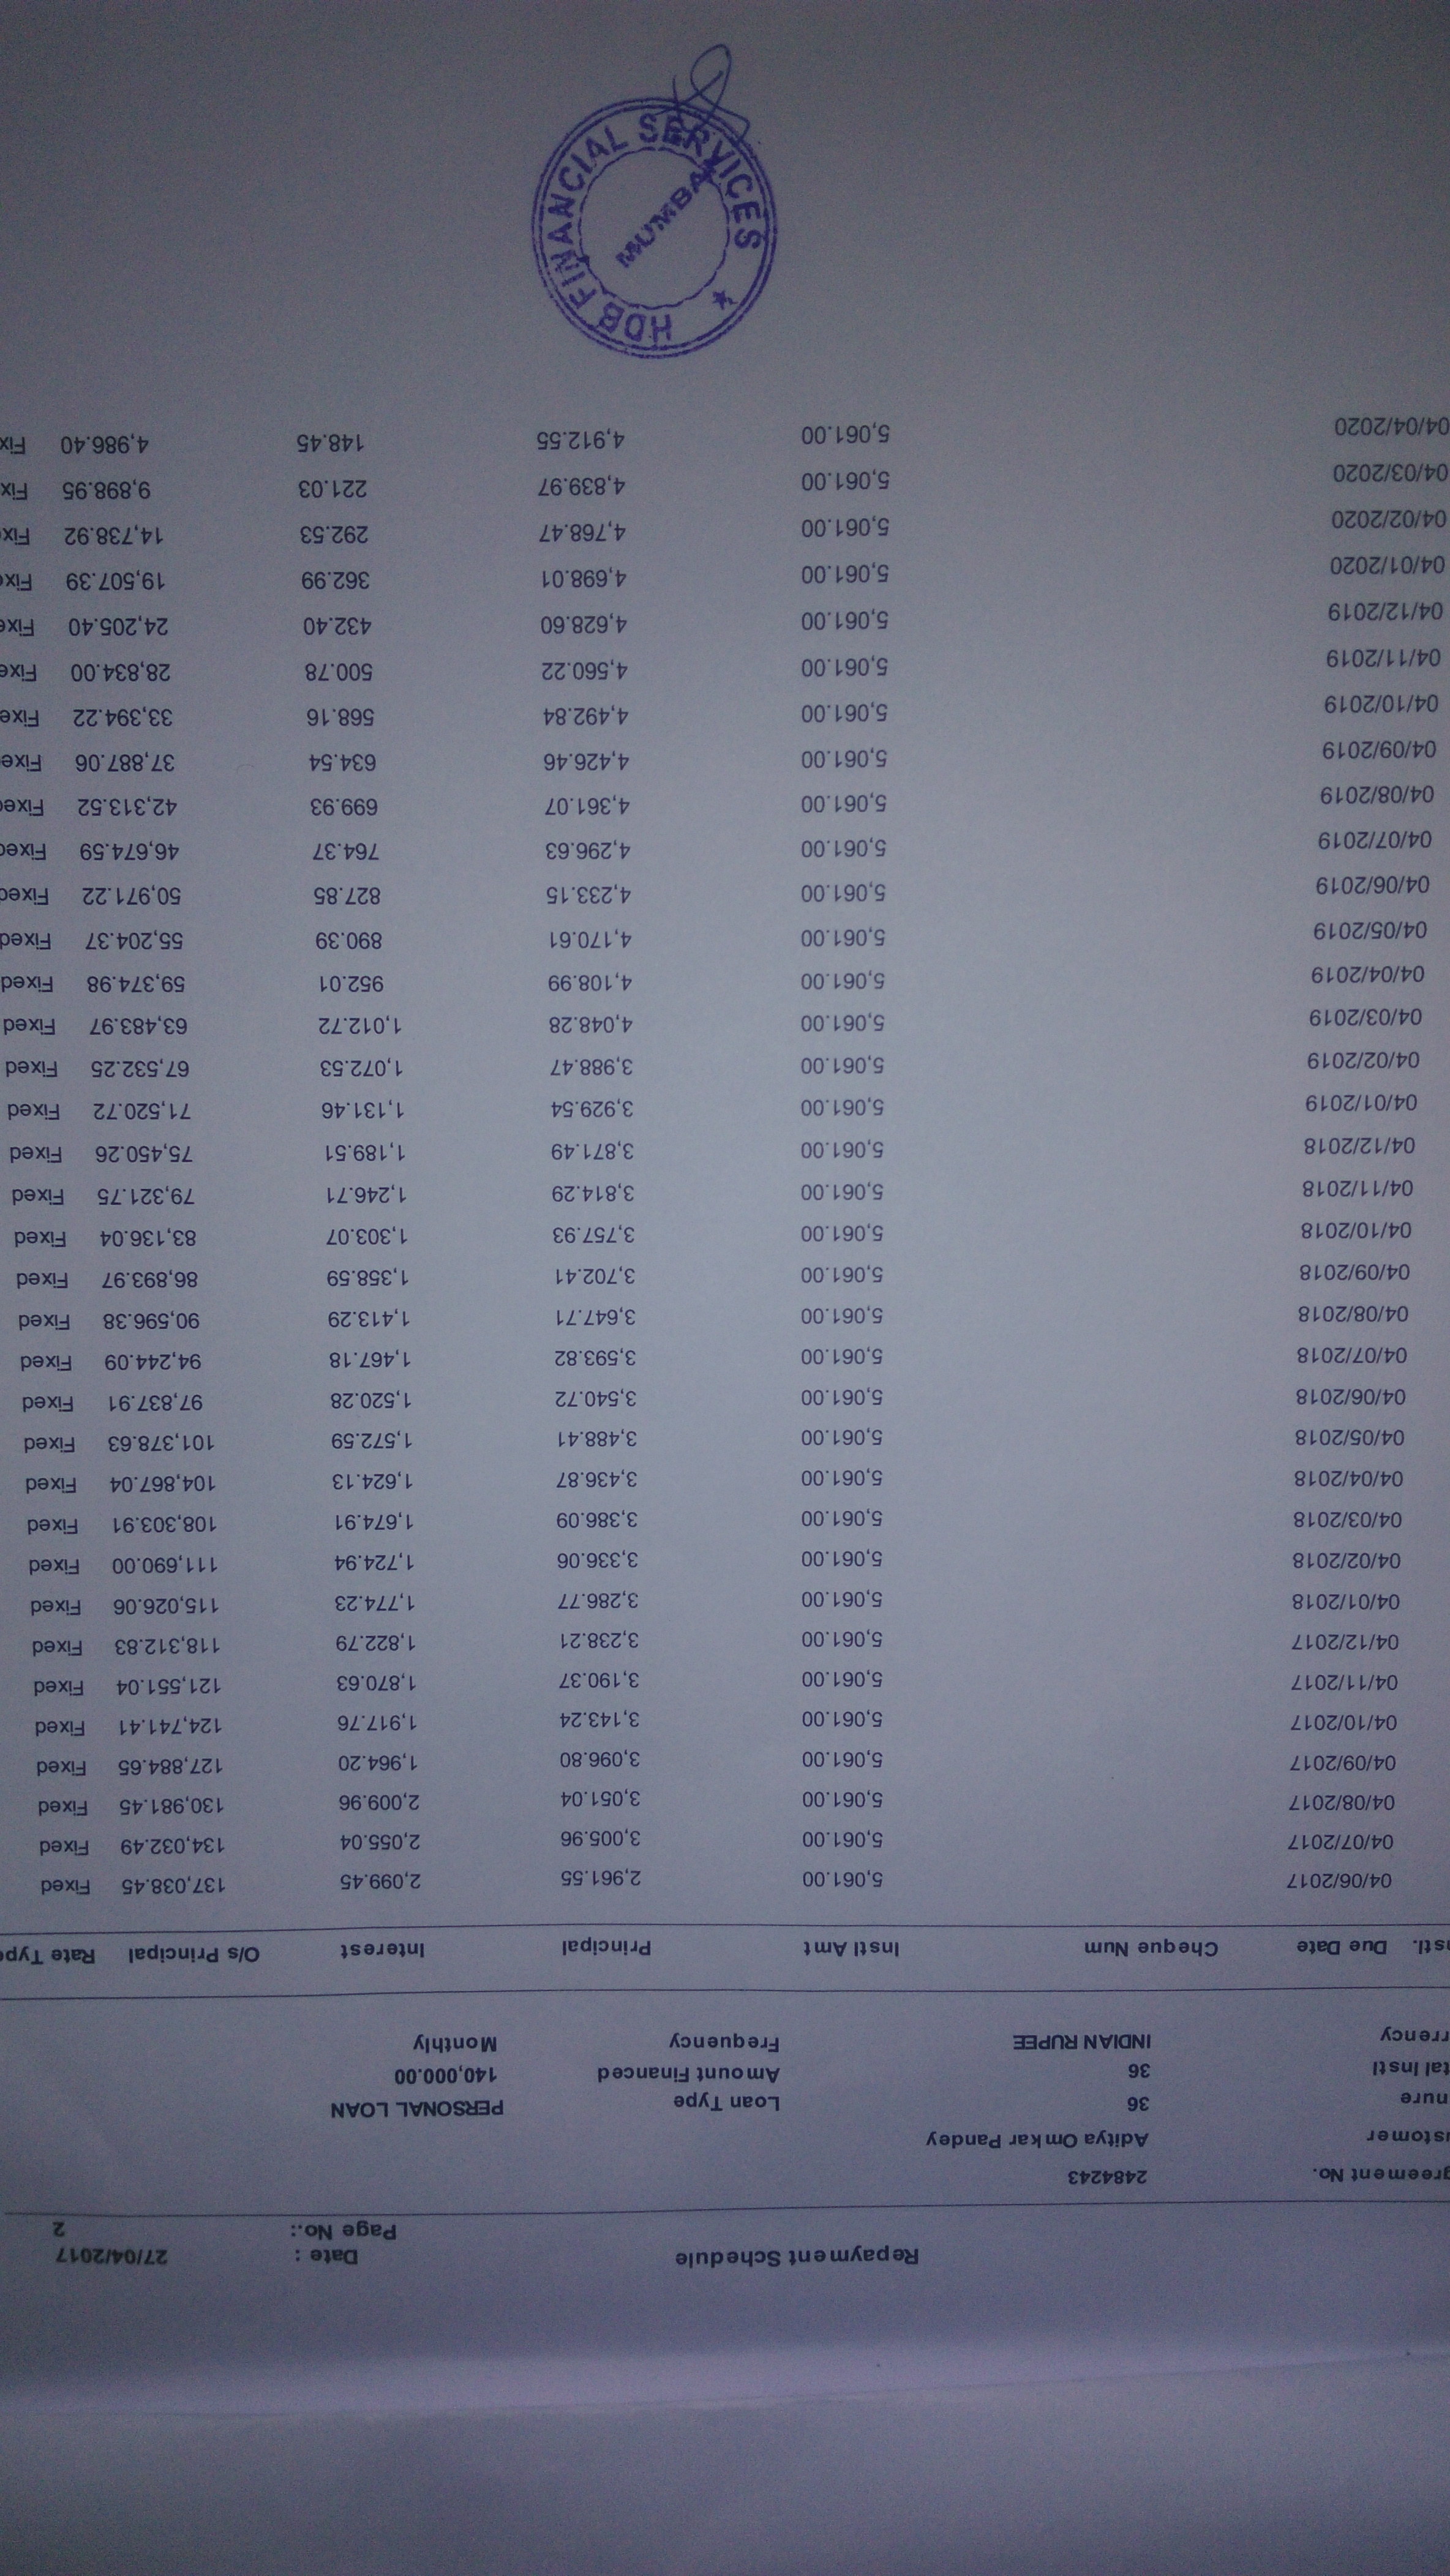 Repayment Schedule Date : 27/04/2017
Page No.: 2
greement No. 2484243
ustomer Aditya Omkar Pandey
nure 36 Loan Type PERSONAL LOAN
tal Instl 36 Amount Financed 140,000.00
rrency INDIAN RUPEE Frequency Monthly
nstl. Due Date Cheque Num Instl Amt Principal Interest O/s Principal Rate Type
04/06/2017 5,061.00 2,961.55 2,099.45 137,038.45 Fixed
04/07/2017 5,061.00 3,005.96 2,055.04 134,032.49 Fixed
04/08/2017 5,061.00 3,051.04 2,009.96 130,981.45 Fixed
04/09/2017 5,061.00 3,096.80 1,964.20 127,884.65 Fixed
04/10/2017 5,061.00 3,143.24 1,917.76 124,741.41 Fixed
04/11/2017 5,061.00 3,190.37 1,870.63 121,551.04 Fixed
04/12/2017 5,061.00 3,238.21 1,822.79 118,312.83 Fixed
04/01/2018 5,061.00 3,286.77 1,774.23 115,026.06 Fixed
04/02/2018 5,061.00 3,336.06 1,724.94 111,690.00 Fixed
04/03/2018 5,061.00 3,386.09 1,674.91 108,303.91 Fixed
04/04/2018 5,061.00 3,436.87 1,624.13 104,867.04 Fixed
04/05/2018 5,061.00 3,488.41 1,572.59 101,378.63 Fixed
04/06/2018 5,061.00 3,540.72 1,520.28 97,837.91 Fixed
04/07/2018 5,061.00 3,593.82 1,467.18 94,244.09 Fixed
04/08/2018 5,061.00 3,647.71 1,413.29 90,596.38 Fixed
04/09/2018 5,061.00 3,702.41 1,358.59 86,893.97 Fixed
04/10/2018 5,061.00 3,757.93 1,303.07 83,136.04 Fixed
04/11/2018 5,061.00 3,814.29 1,246.71 79,321.75 Fixed
04/12/2018 5,061.00 3,871.49 1,189.51 75,450.26 Fixed
04/01/2019 5,061.00 3,929.54 1,131.46 71,520.72 Fixed
04/02/2019 5,061.00 3,988.47 1,072.53 67,532.25 Fixed
04/03/2019 5,061.00 4,048.28 1,012.72 63,483.97 Fixed
04/04/2019 5,061.00 4,108.99 952.01 59,374.98 Fixed
04/05/2019 5,061.00 4,170.61 890.39 55,204.37 Fixed
04/06/2019 5,061.00 4,233.15 827.85 50,971.22 Fixed
04/07/2019 5,061.00 4,296.63 764.37 46,674.59 Fixed
04/08/2019 5,061.00 4,361.07 699.93 42,313.52 Fixed
04/09/2019 5,061.00 4,426.46 634.54 37,887.06 Fixe
04/10/2019 5,061.00 4,492.84 568.16 33,394.22 Fixe
04/11/2019 5,061.00 4,560.22 500.78 28,834.00 Fixe
04/12/2019 5,061.00 4,628.60 432.40 24,205.40 Fixe
04/01/2020 5,061.00 4,698.01 362.99 19,507.39 Fixe
04/02/2020 5,061.00 4,768.47 292.53 14,738.92 Fix
04/03/2020 5,061.00 4,839.97 221.03 9,898.95 Fix
04/04/2020 5,061.00 4,912.55 148.45 4,986.40 Fix
HDB FINANCIAL SERVICES
MUMBAI